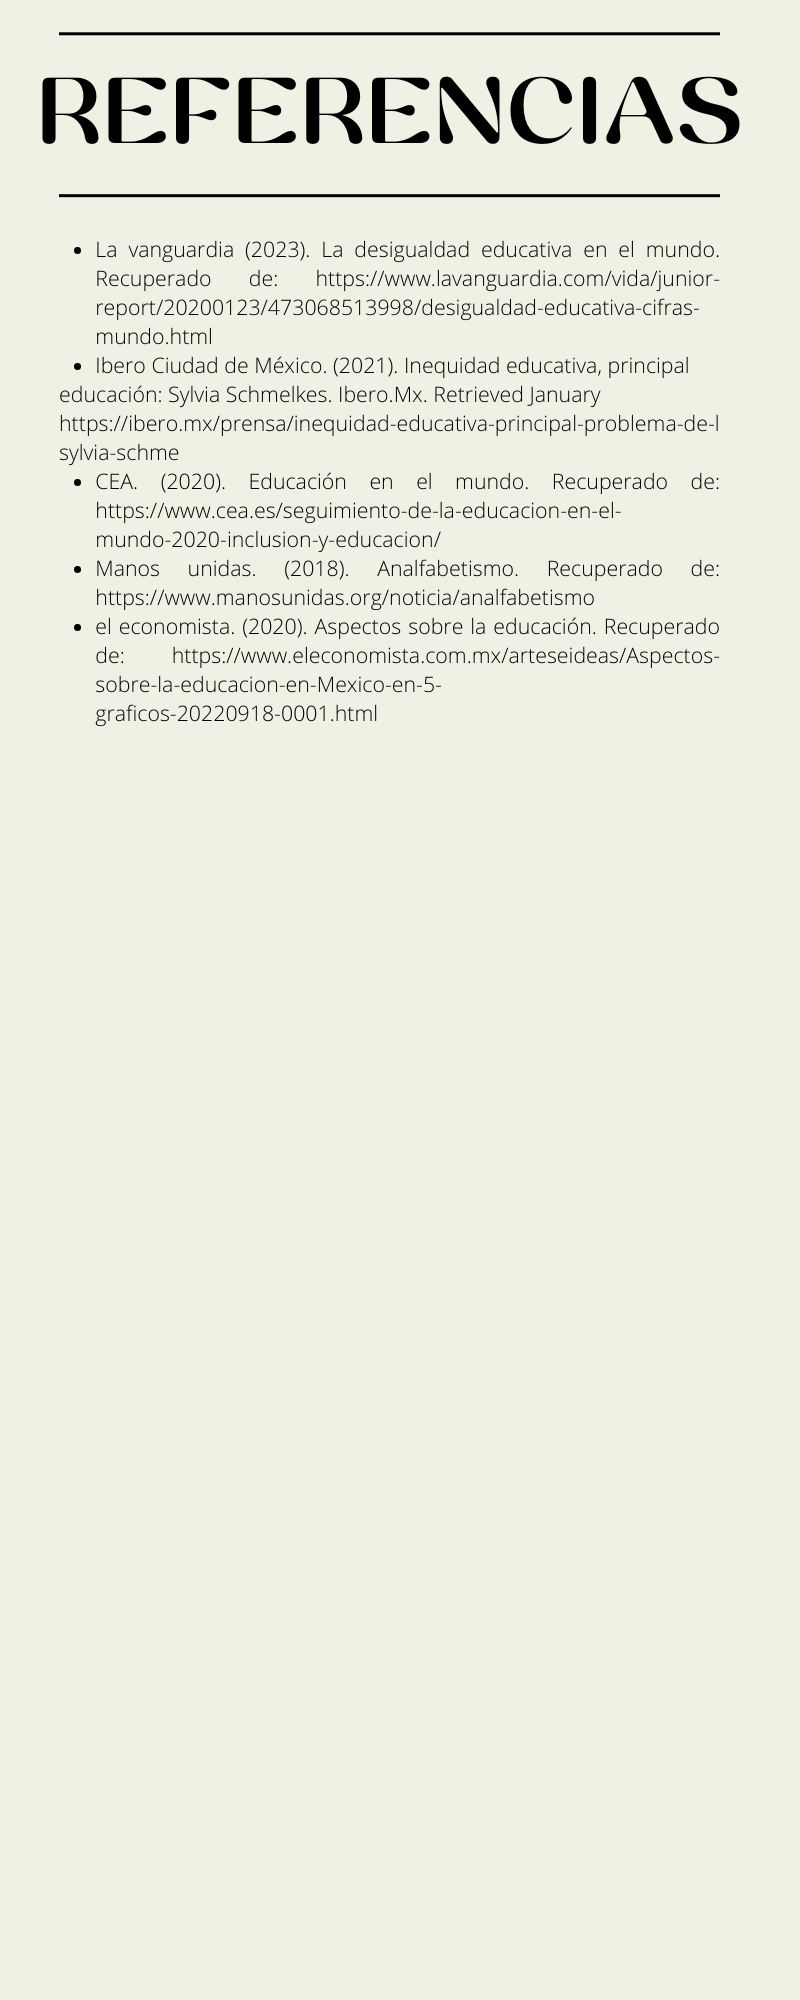 REFERENCIAS
• La vanguardia (2023). La desigualdad educativa en el mundo.
Recuperado de: https://www.lavanguardia.com/vida/junior-
report/20200123/473068513998/desigualdad-educativa-cifras-
mundo.html
• Ibero Ciudad de México. (2021). Inequidad educativa, principal
educación: Sylvia Schmelkes. Ibero.Mx. Retrieved January
https://ibero.mx/prensa/inequidad-educativa-principal-problema-de-l
sylvia-schme
• CEA. (2020). Educación en el mundo. Recuperado de:
https://www.cea.es/seguimiento-de-la-educacion-en-el-
mundo-2020-inclusion-y-educacion/
• Manos unidas. (2018). Analfabetismo. Recuperado de:
https://www.manosunidas.org/noticia/analfabetismo
• el economista. (2020). Aspectos sobre la educación. Recuperado
de: https://www.eleconomista.com.mx/arteseideas/Aspectos-
sobre-la-educacion-en-Mexico-en-5-
graficos-20220918-0001.html